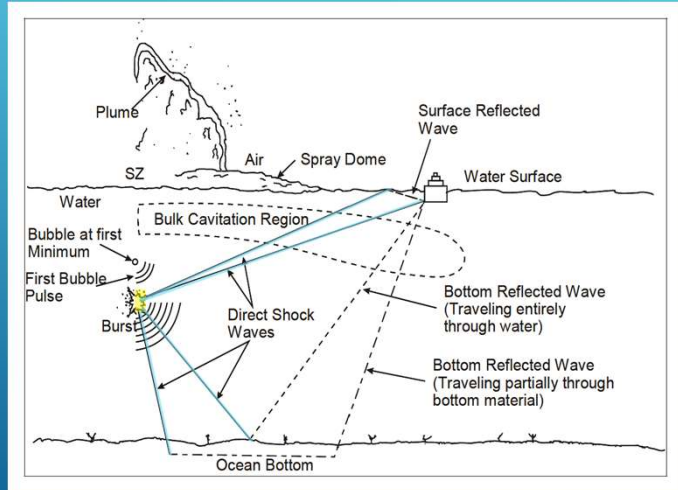 Plume
Surface Reflected
Wave
SZ
Air
Spray Dome
Water Surface
Water
Bulk Cavitation Region
Bubble at first
Minimum
First Bubble
Pulse
Burst
Direct Shock
Waves
Bottom Reflected Wave
(Traveling entirely
through water)
Bottom Reflected Wave
(Traveling partially through
bottom material)
Ocean Bottom